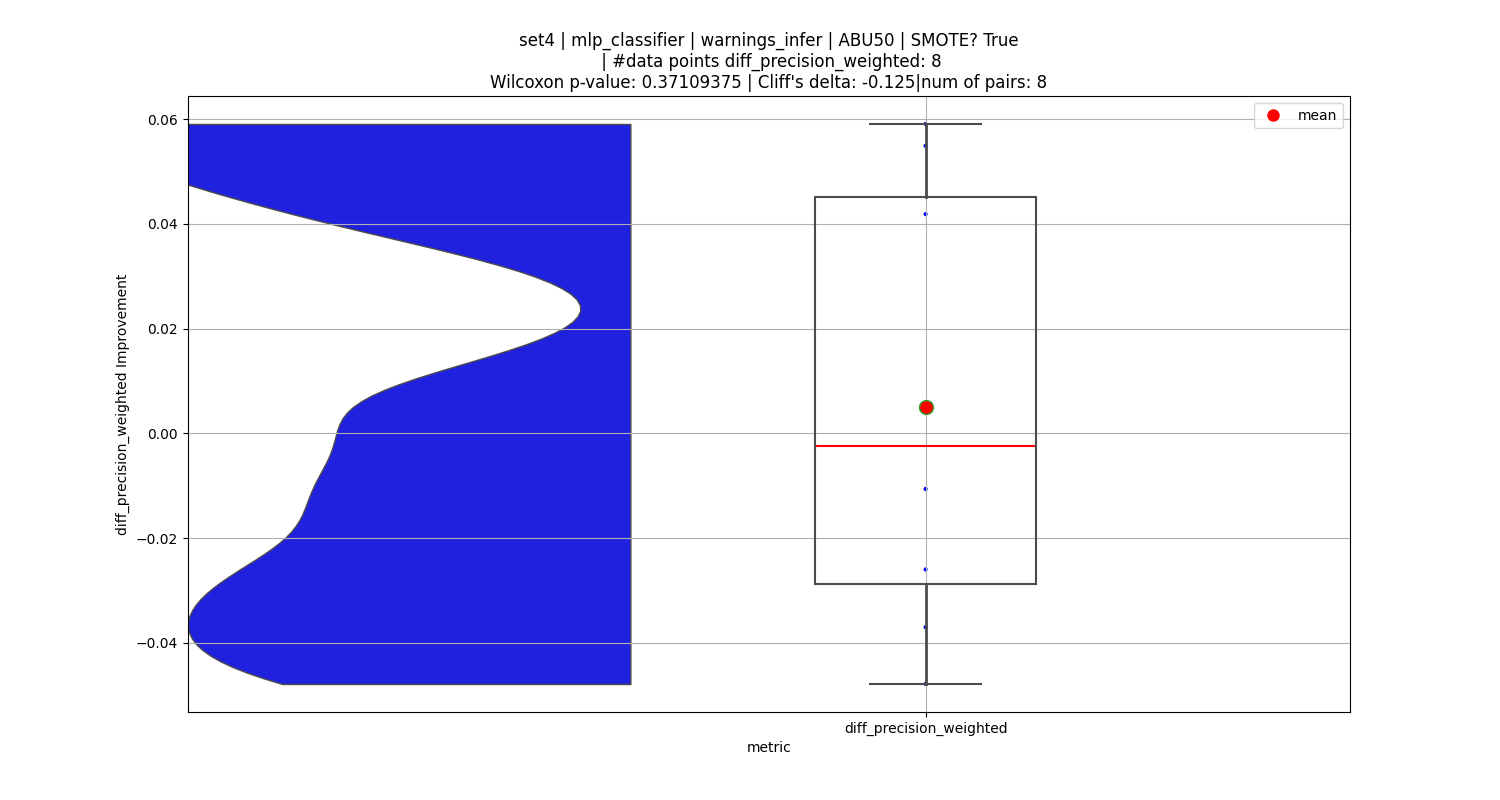 set4 | mlp_classifier | warnings_infer | ABU50 | SMOTE? True
| #data points diff_precision_weighted: 8
Wilcoxon p-value: 0.37109375 | Cliff's delta: -0.125|num of pairs: 8
mean
0.06
0.04
0.02
0.00
−0.02
−0.04
diff_precision_weighted Improvement
diff_precision_weighted
metric